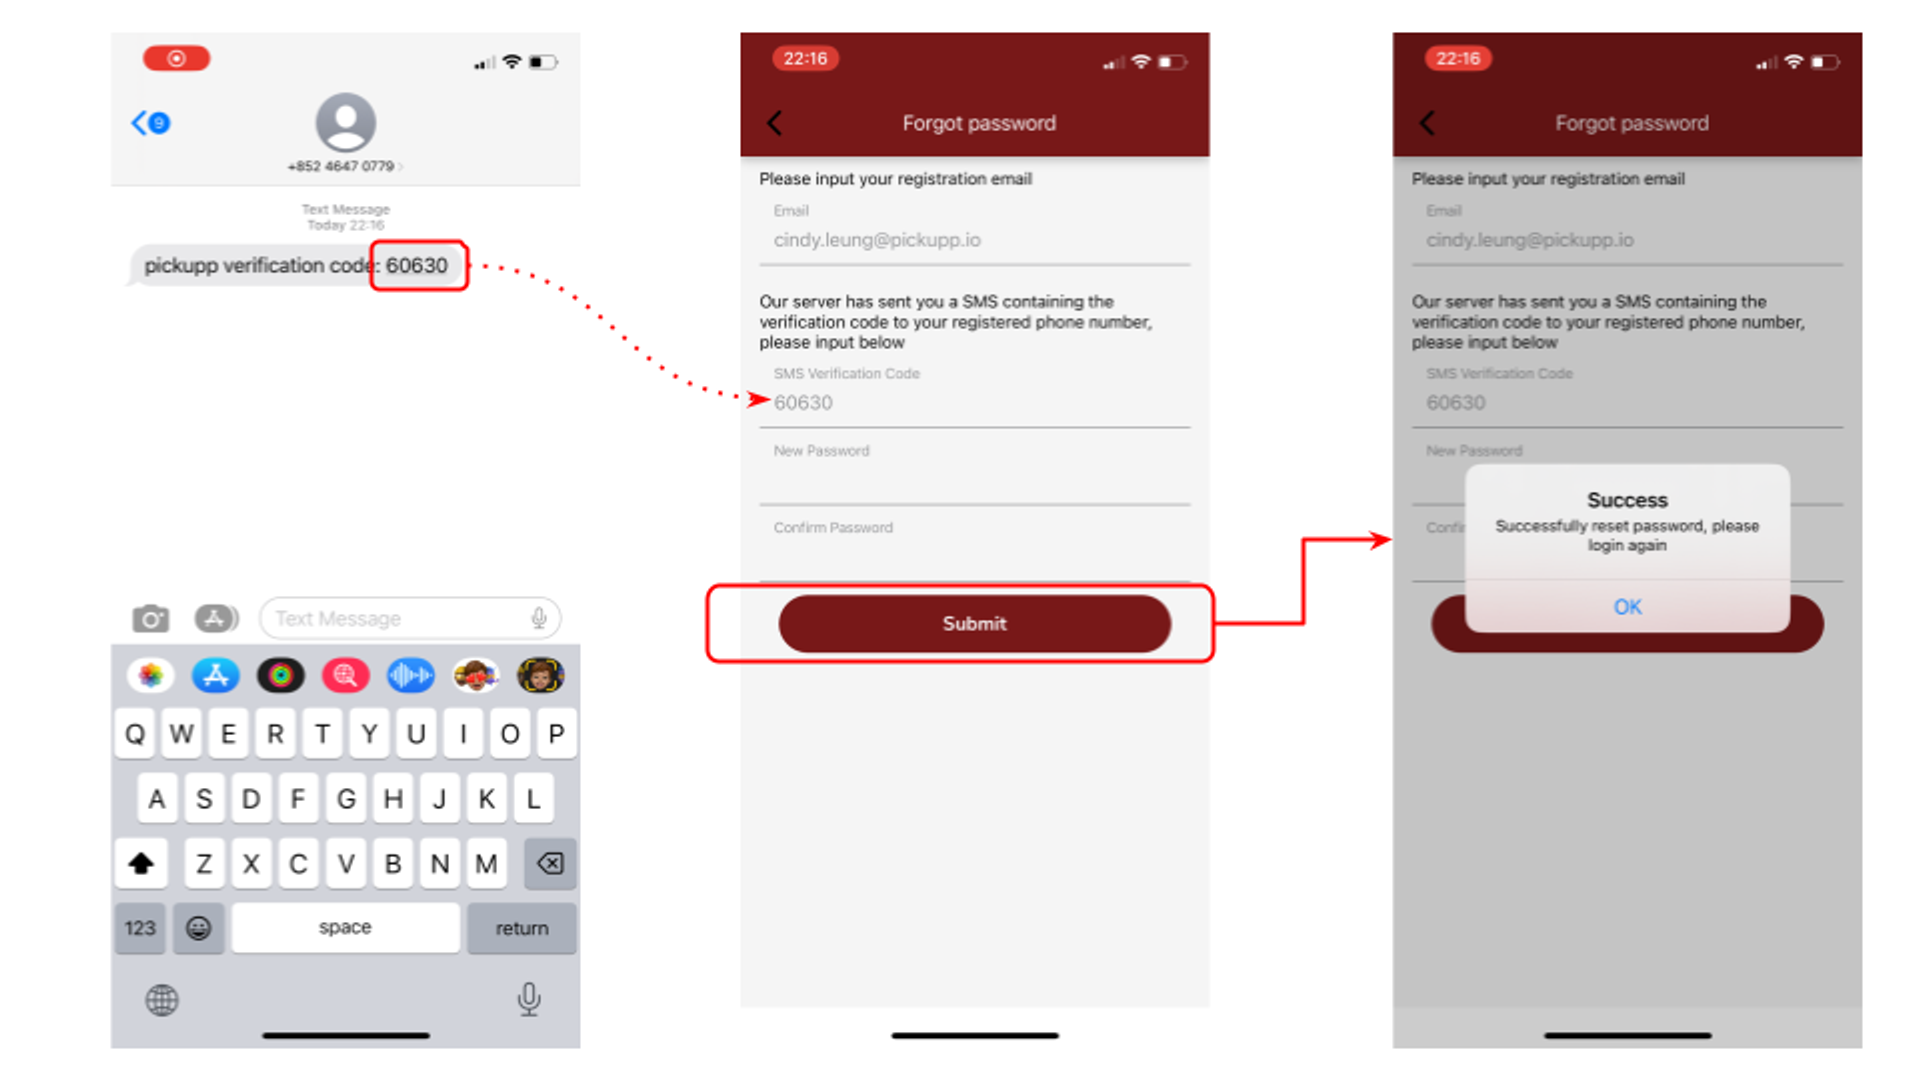 9
+852 4647 0779
Text Message
Today 22:16
pickupp verification code: 60630
Text Message
Q W E R T Y U I O P
A S D F G H J K L
Z X C V B N M
123 space return
22:16
Forgot password
Please input your registration email
Email
cindy.leung@pickupp.io
Our server has sent you a SMS containing the
verification code to your registered phone number,
please input below
SMS Verification Code
60630
New Password
Confirm Password
Submit
22:16
Forgot password
Please input your registration email
Email
cindy.leung@pickupp.io
Our server has sent you a SMS containing the
verification code to your registered phone number,
please input below
SMS Verification Code
60630
New Password
Confir
Success
Successfully reset password, please
login again
OK